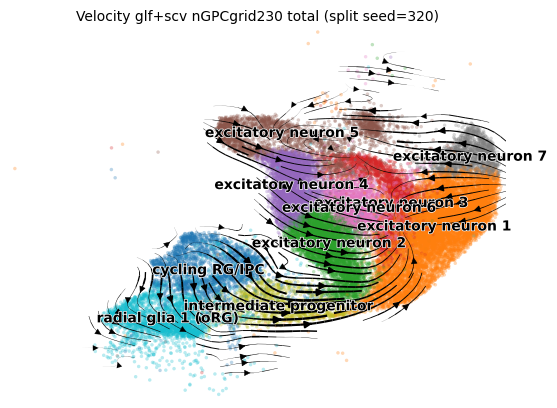 Velocity glf+scv nGPCgrid230 total (split seed=320)
excitatory neuron 5
excitatory neuron 7
excitatory neuron 4
excitatory neuron 3
excitatory neuron 6
excitatory neuron 1
excitatory neuron 2
cycling RG/IPC
intermediate progenitor
radial glia 1 (oRG)